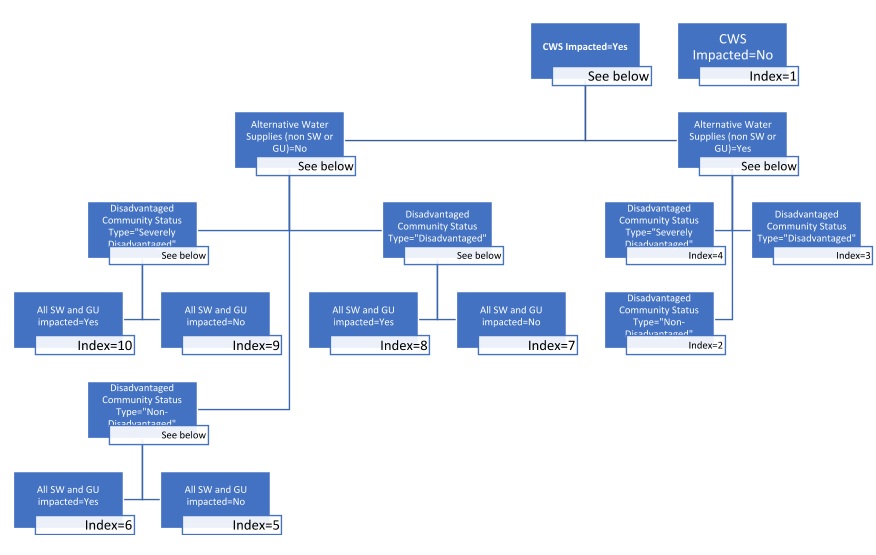 CWS Impacted=Yes
See below
CWS
Impacted=No
Index=1
Alternative Water
Supplies (non SW or
GU)=No
See below
Alternative Water
Supplies (non SW or
GU)=Yes
See below
Disadvantaged
Community Status
Type="Severely
Disadvantaged"
See below
Disadvantaged
Community Status
Type="Disadvantaged"
See below
Disadvantaged
Community Status
Type="Severely
Disadvantaged"
Index=4
Disadvantaged
Community Status
Type="Disadvantaged"
Index=3
All SW and GU
impacted=Yes
Index=10
All SW and GU
impacted=No
Index=9
All SW and GU
impacted=Yes
Index=8
All SW and GU
impacted=No
Index=7
Disadvantaged
Community Status
Type="Non-
Disadvantaged"
Index=2
Disadvantaged
Community Status
Type="Non-
Disadvantaged"
See below
All SW and GU
impacted=Yes
Index=6
All SW and GU
impacted=No
Index=5